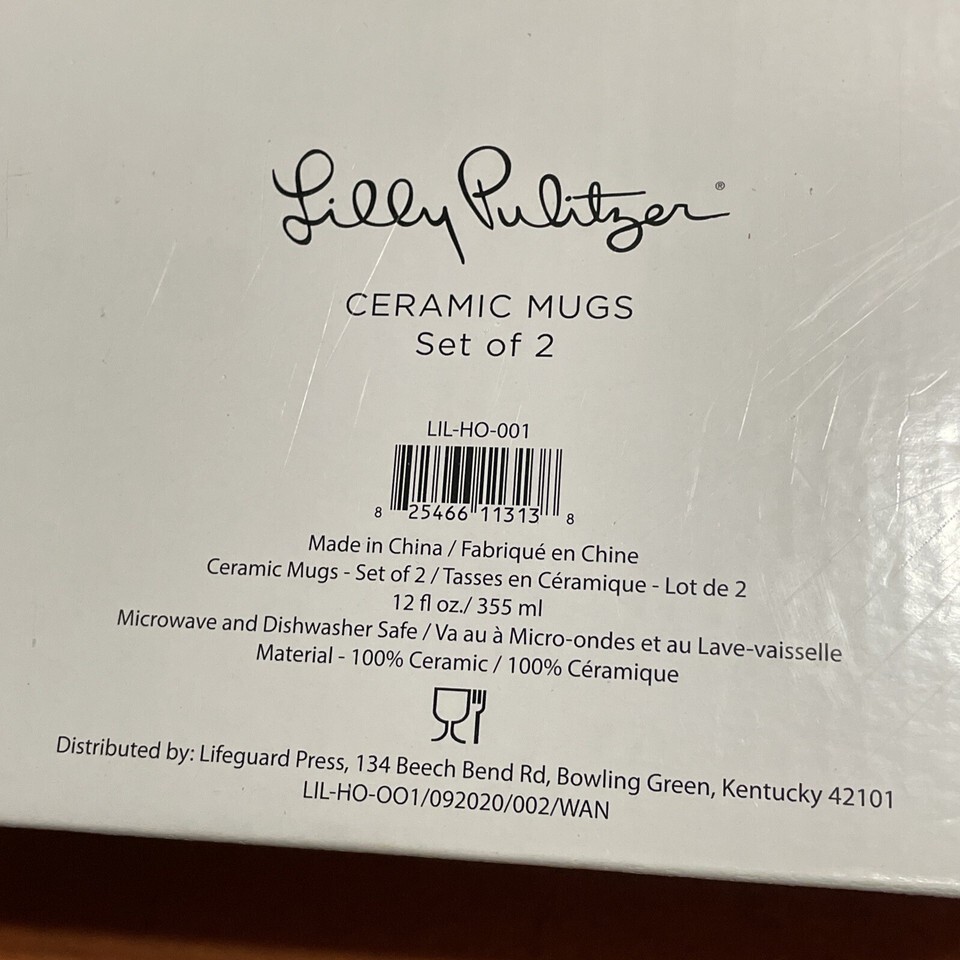 Lilly Pulitzer®
CERAMIC MUGS
Set of 2
LIL-HO-001
8 25466 11313 8
Made in China / Fabriqué en Chine
Ceramic Mugs - Set of 2 / Tasses en Céramique - Lot de 2
12 fl oz./ 355 ml
Microwave and Dishwasher Safe / Va au à Micro-ondes et au Lave-vaisselle
Material - 100% Ceramic / 100% Céramique
Distributed by: Lifeguard Press, 134 Beech Bend Rd, Bowling Green, Kentucky 42101
LIL-HO-OO1/092020/002/WAN